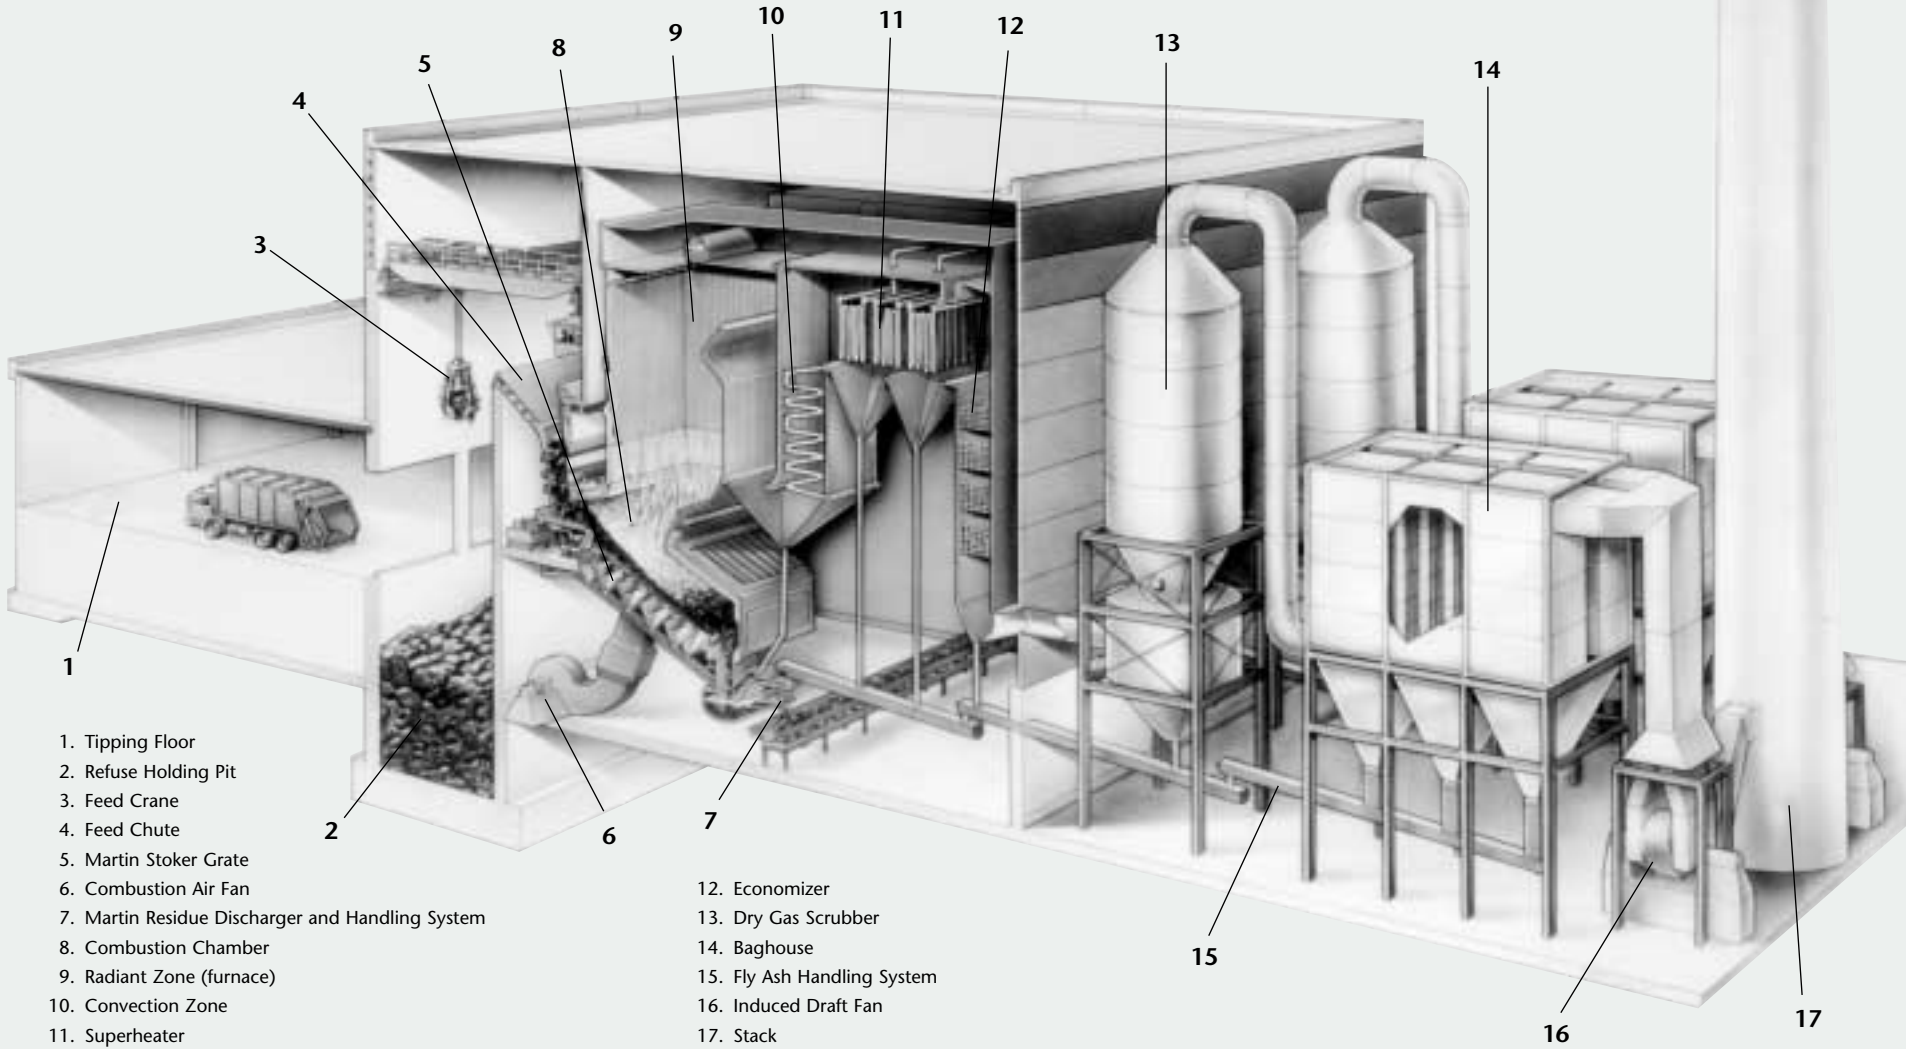 10
11
12
9
13
8
14
5
4
3
1
2
6
7
15
16
17
1. Tipping Floor
2. Refuse Holding Pit
3. Feed Crane
4. Feed Chute
5. Martin Stoker Grate
6. Combustion Air Fan
7. Martin Residue Discharger and Handling System
8. Combustion Chamber
9. Radiant Zone (furnace)
10. Convection Zone
11. Superheater
12. Economizer
13. Dry Gas Scrubber
14. Baghouse
15. Fly Ash Handling System
16. Induced Draft Fan
17. Stack